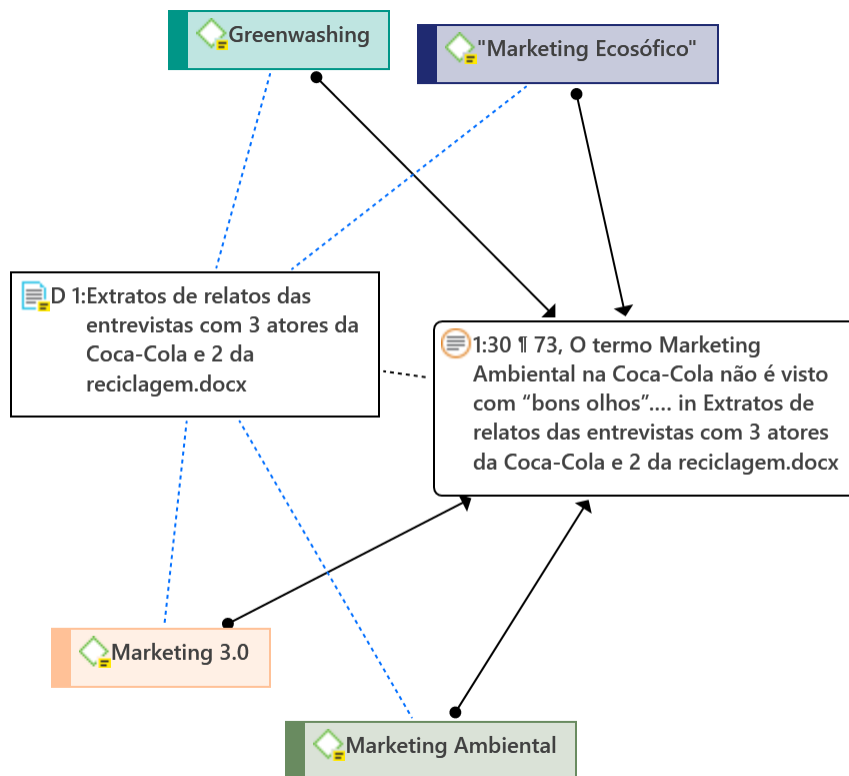 Greenwashing
"Marketing Ecosófico"
D 1:Extratos de relatos das
entrevistas com 3 atores da
Coca-Cola e 2 da
reciclagem.docx
1:30 ¶ 73, O termo Marketing
Ambiental na Coca-Cola não é visto
com “bons olhos”.... in Extratos de
relatos das entrevistas com 3 atores
da Coca-Cola e 2 da reciclagem.docx
Marketing 3.0
Marketing Ambiental